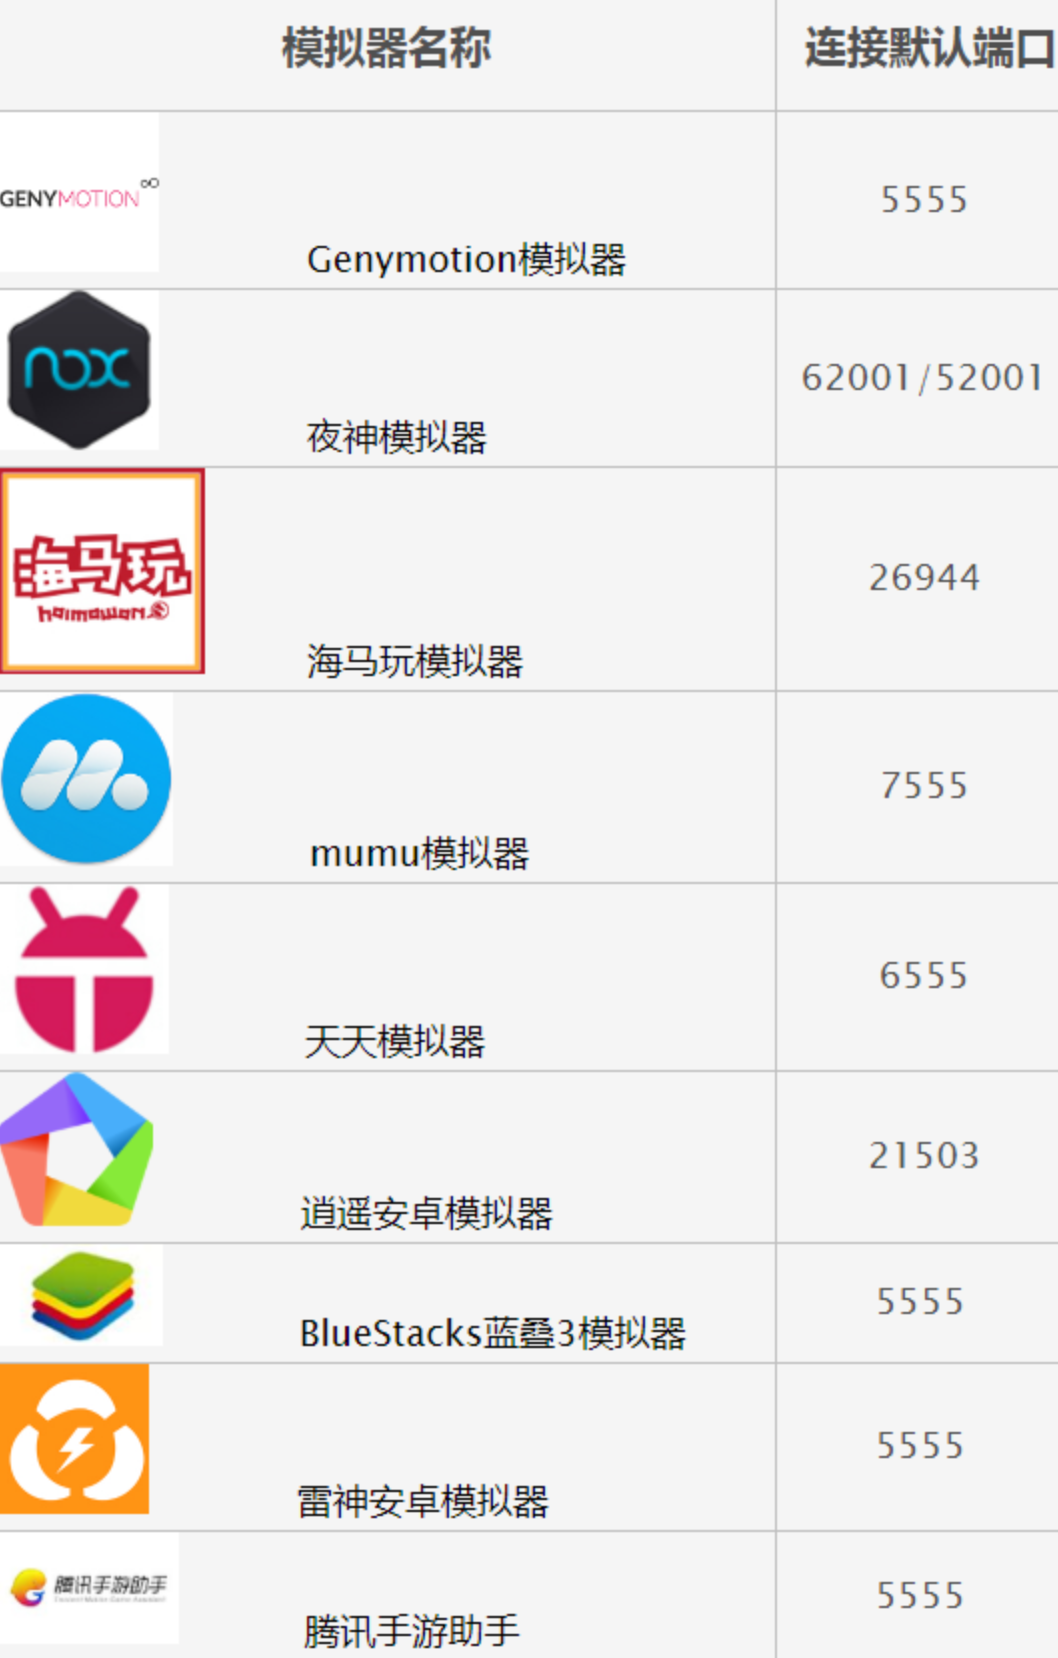 模拟器名称 连接默认端口
GENYMOTION
5555
Genymotion模拟器
nox
62001/52001
夜神模拟器
海马玩
haimawan
26944
海马玩模拟器
7555
mumu模拟器
6555
天天模拟器
21503
逍遥安卓模拟器
5555
BlueStacks蓝叠3模拟器
5555
雷神安卓模拟器
腾讯手游助手
Tencent Mobile Game Assistant
5555
腾讯手游助手